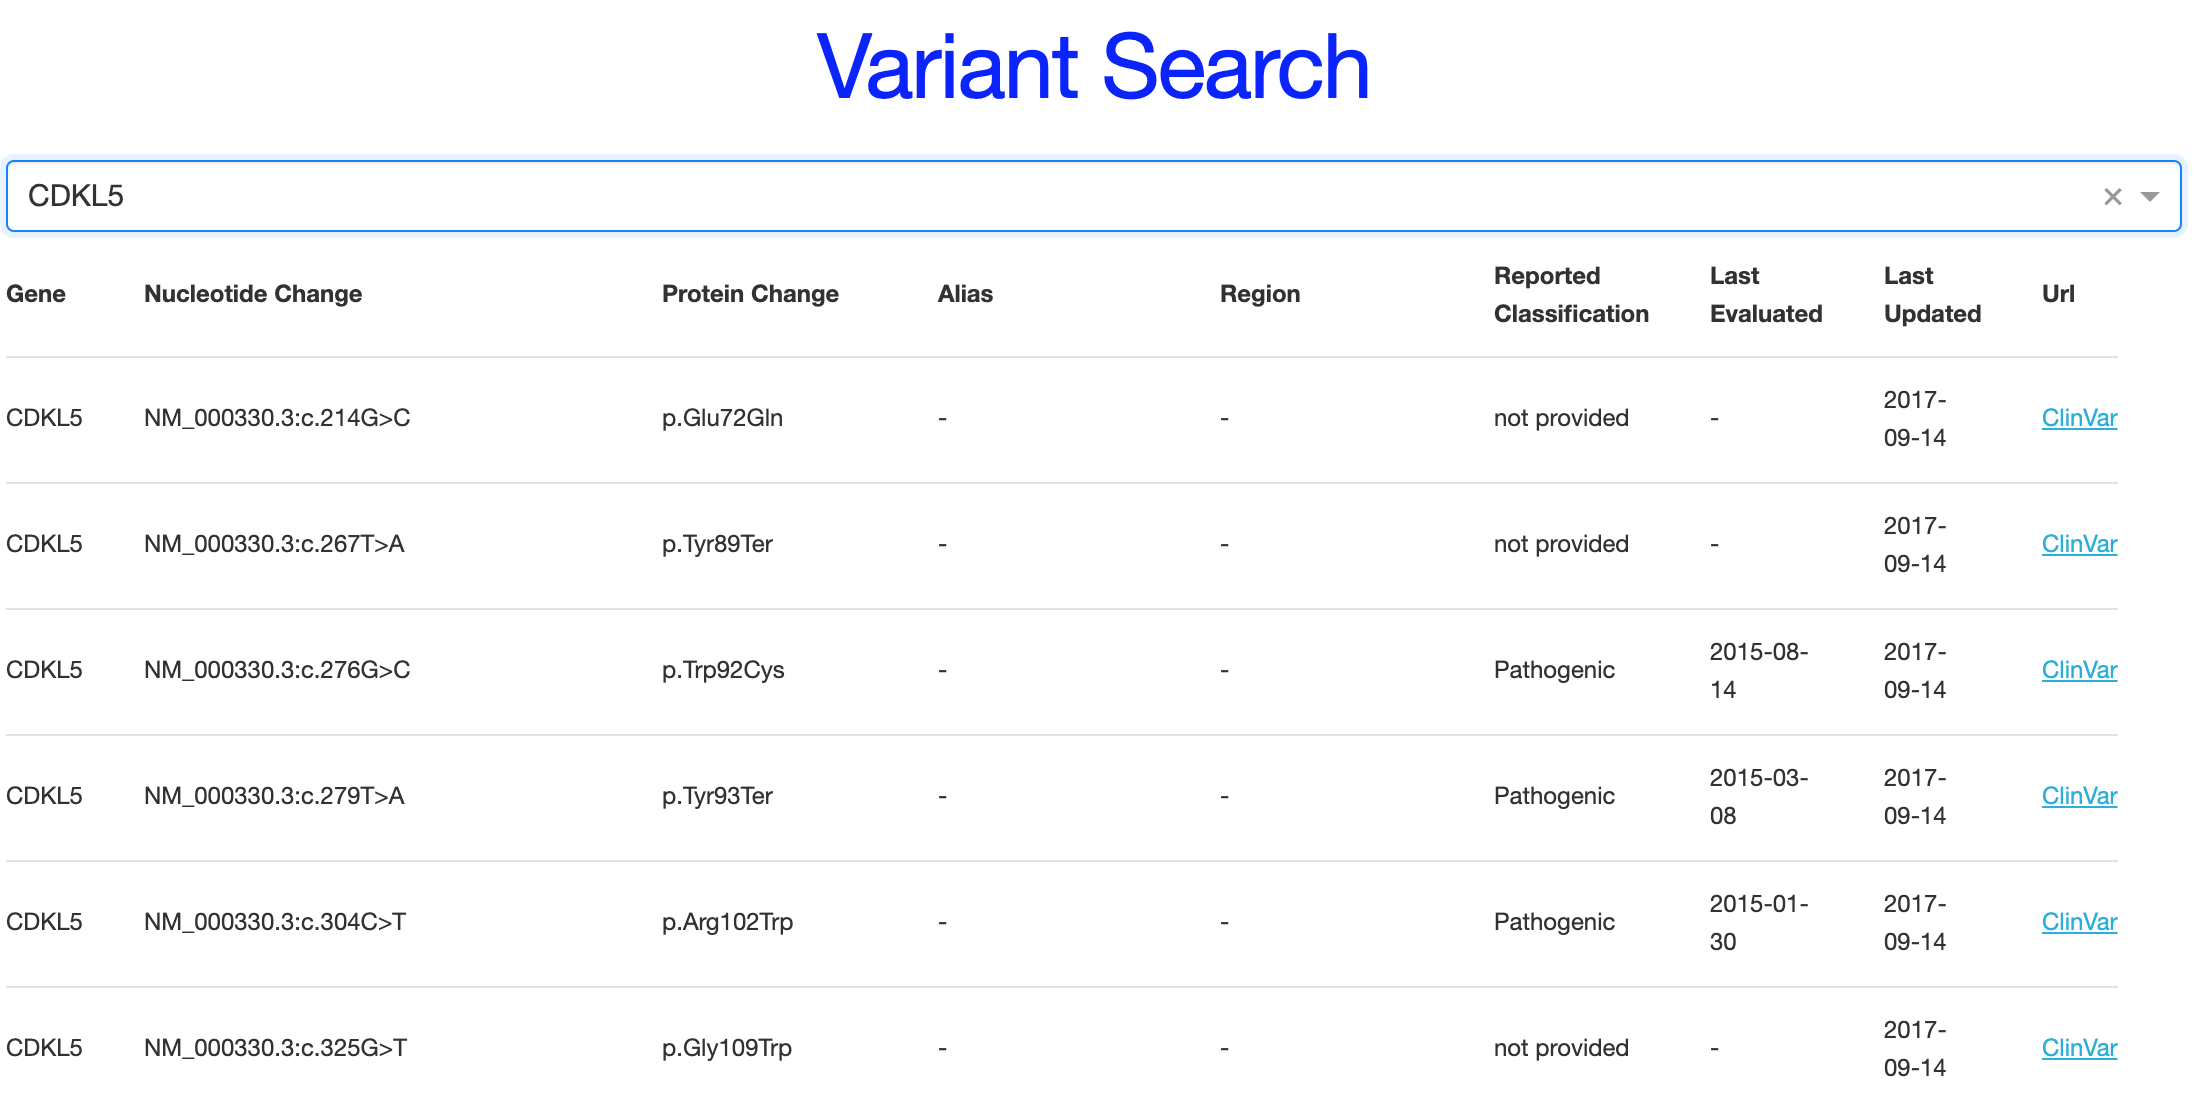 Variant Search
CDKL5
Gene Nucleotide Change Protein Change Alias Region Reported Classification Last Evaluated Last Updated Url
CDKL5 NM_000330.3:c.214G>C p.Glu72Gln - - not provided - 2017-09-14 ClinVar
CDKL5 NM_000330.3:c.267T>A p.Tyr89Ter - - not provided - 2017-09-14 ClinVar
CDKL5 NM_000330.3:c.276G>C p.Trp92Cys - - Pathogenic 2015-08-14 2017-09-14 ClinVar
CDKL5 NM_000330.3:c.279T>A p.Tyr93Ter - - Pathogenic 2015-03-08 2017-09-14 ClinVar
CDKL5 NM_000330.3:c.304C>T p.Arg102Trp - - Pathogenic 2015-01-30 2017-09-14 ClinVar
CDKL5 NM_000330.3:c.325G>T p.Gly109Trp - - not provided - 2017-09-14 ClinVar